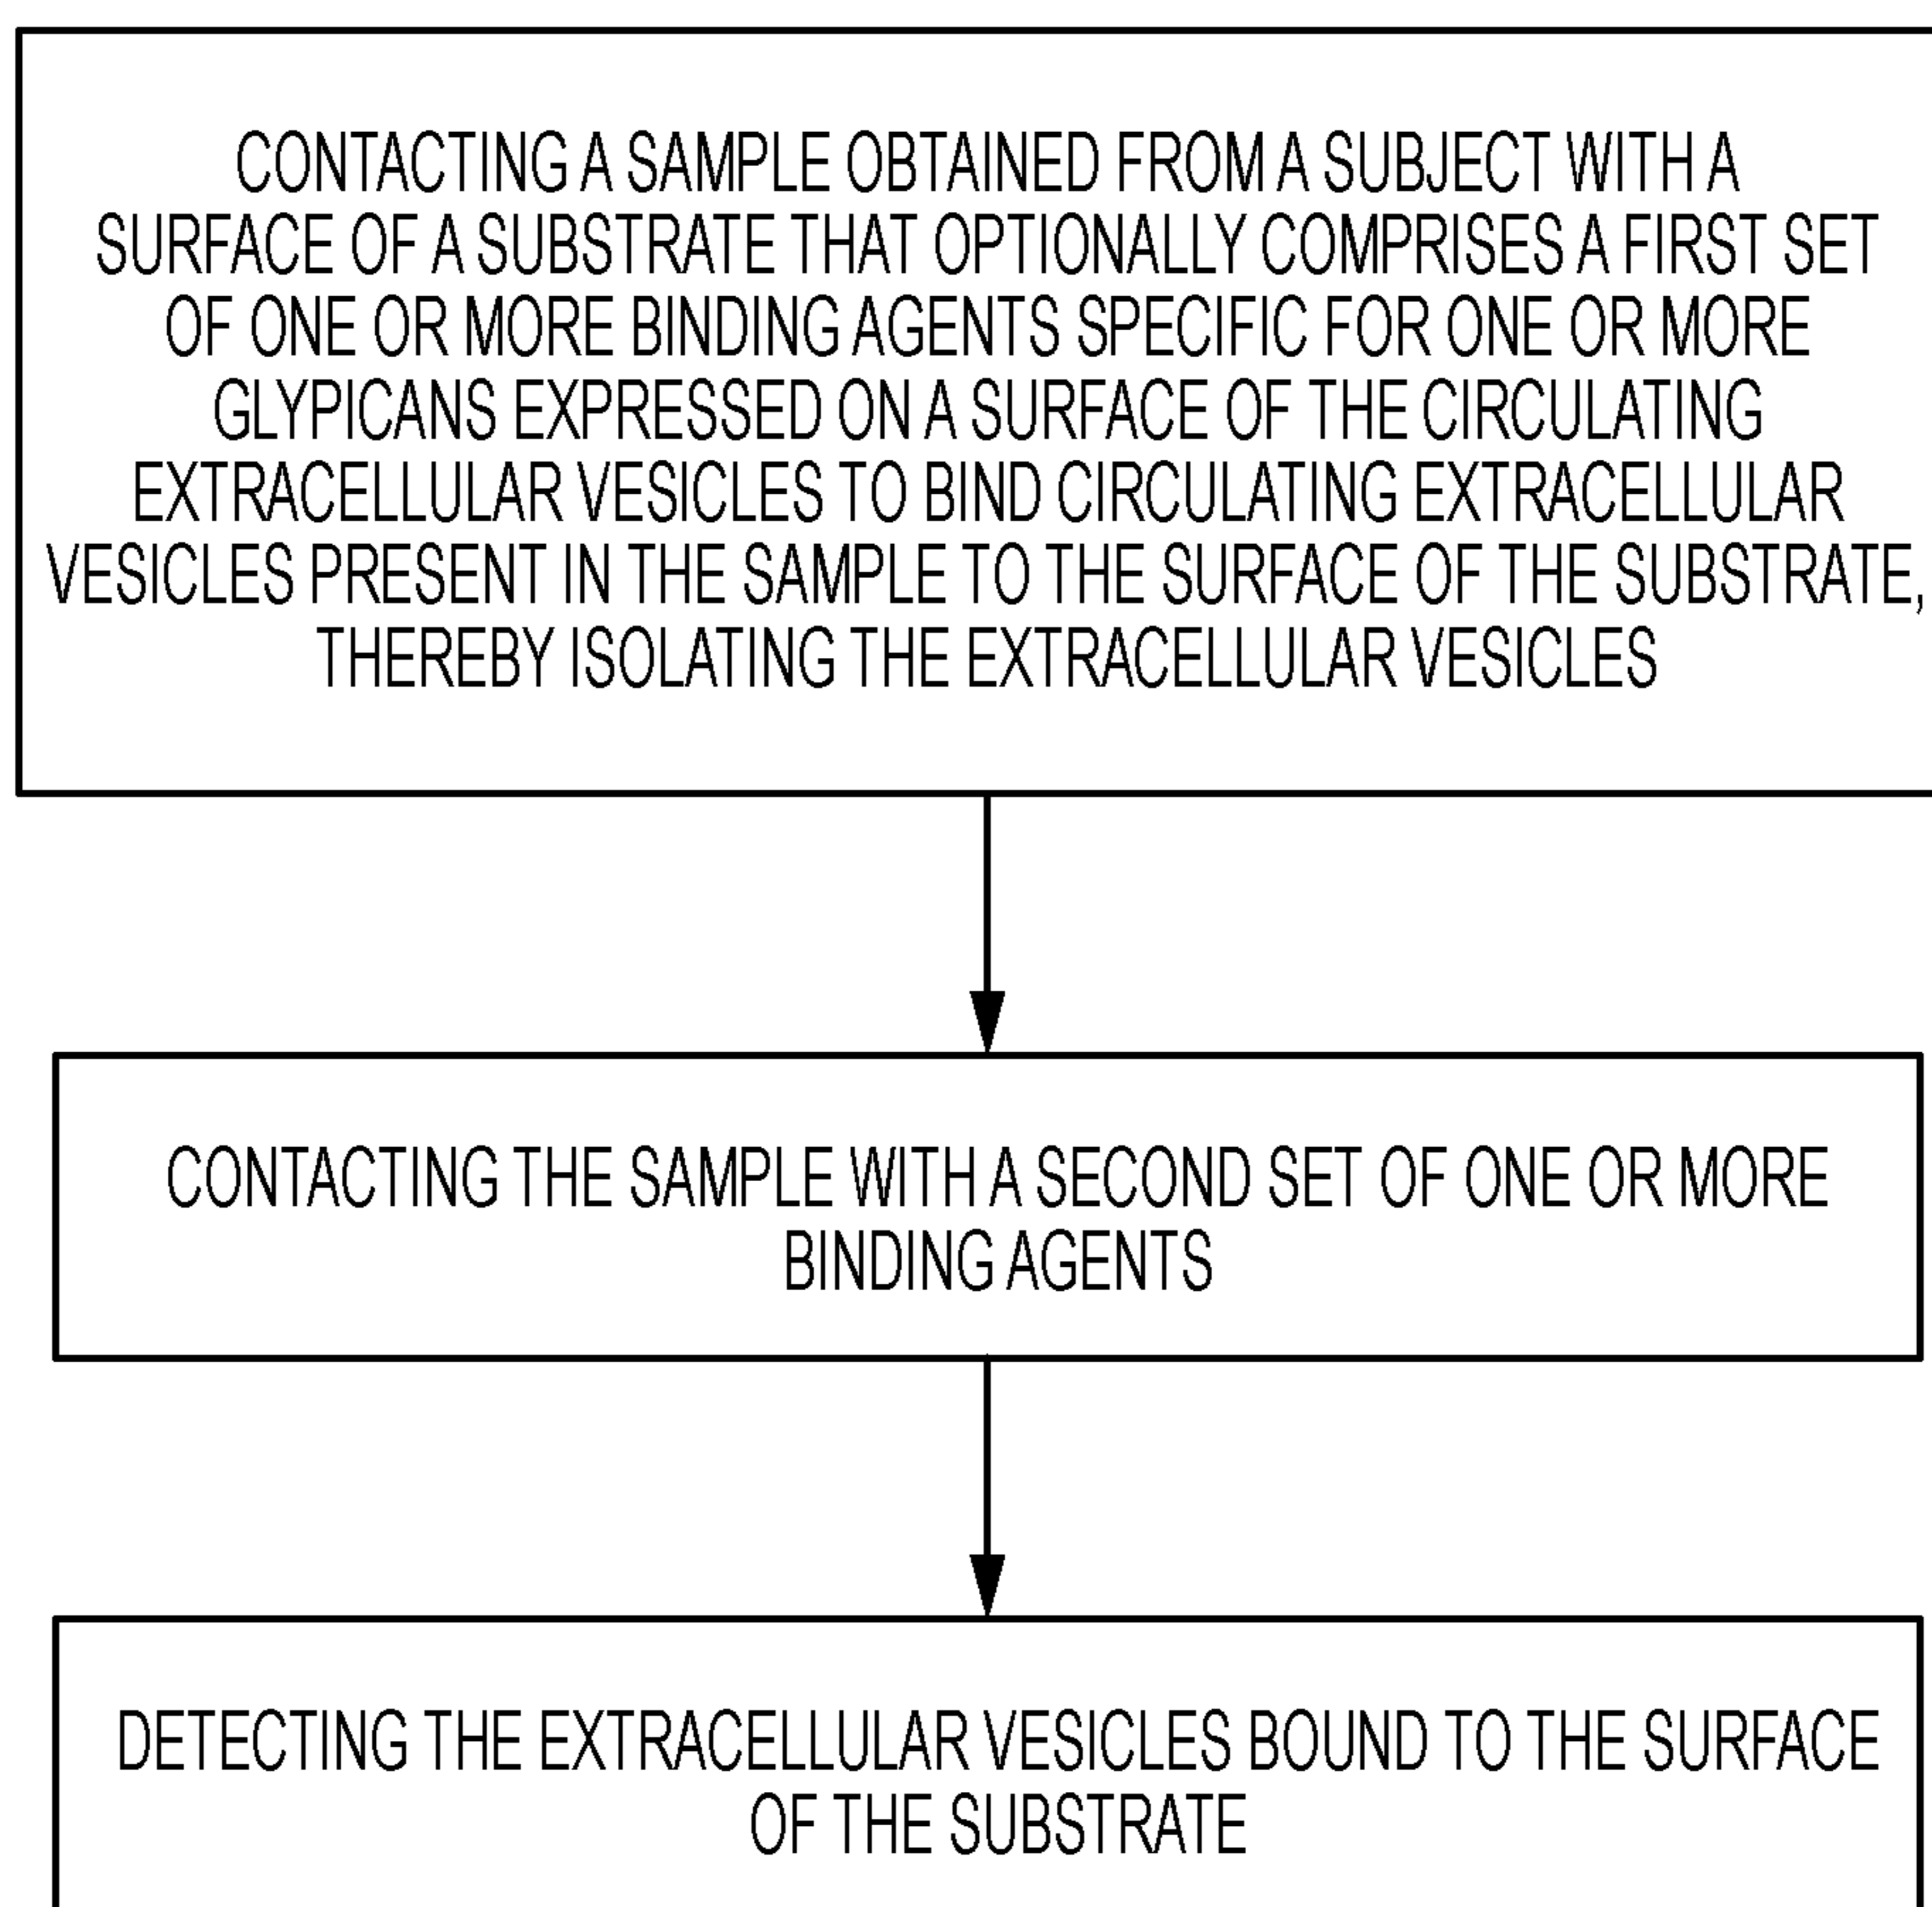 CONTACTING A SAMPLE OBTAINED FROM A SUBJECT WITH A
SURFACE OF A SUBSTRATE THAT OPTIONALLY COMPRISES A FIRST SET
OF ONE OR MORE BINDING AGENTS SPECIFIC FOR ONE OR MORE
GLYPICANS EXPRESSED ON A SURFACE OF THE CIRCULATING
EXTRACELLULAR VESICLES TO BIND CIRCULATING EXTRACELLULAR
VESICLES PRESENT IN THE SAMPLE TO THE SURFACE OF THE SUBSTRATE,
THEREBY ISOLATING THE EXTRACELLULAR VESICLES
CONTACTING THE SAMPLE WITH A SECOND SET OF ONE OR MORE
BINDING AGENTS
DETECTING THE EXTRACELLULAR VESICLES BOUND TO THE SURFACE
OF THE SUBSTRATE